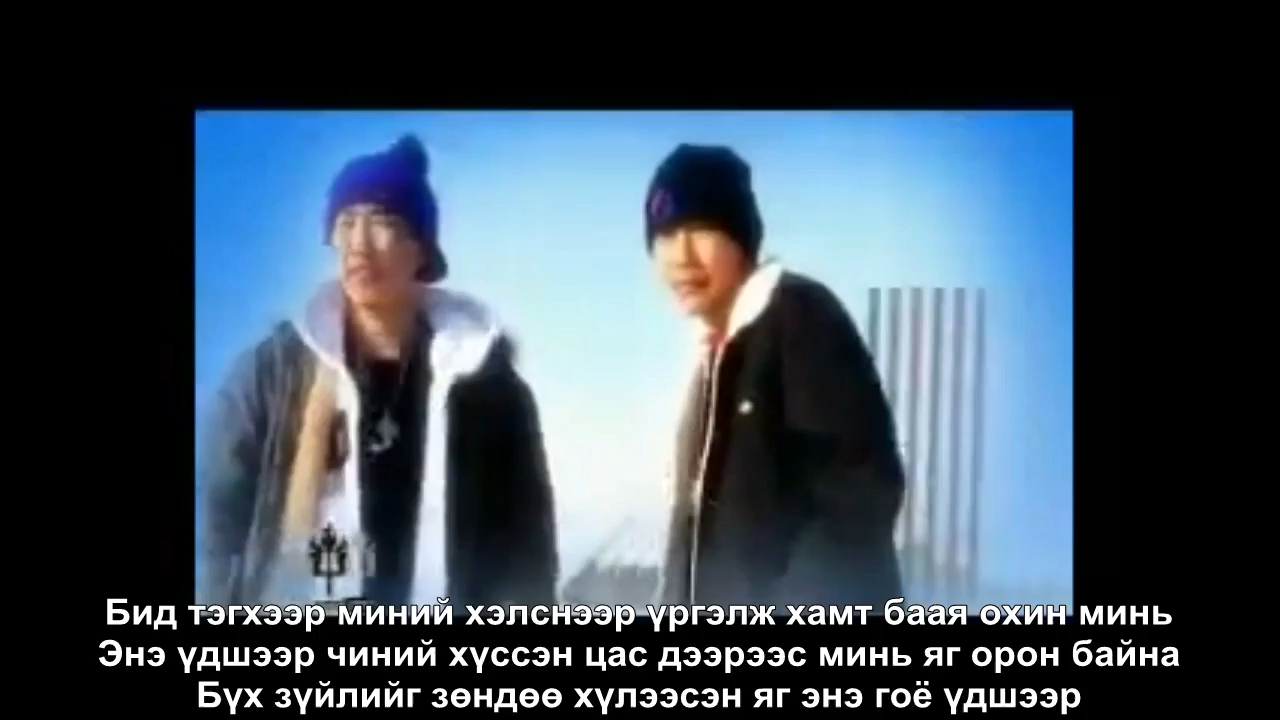 Бид тэгхээр миний хэлснээр үргэлж хамт баая охин минь
Энэ үдшээр чиний хүссэн цас дээрээс минь яг орон байна
Бүх зүйлийг зөндөө хүлээсэн яг энэ гоё үдшээр